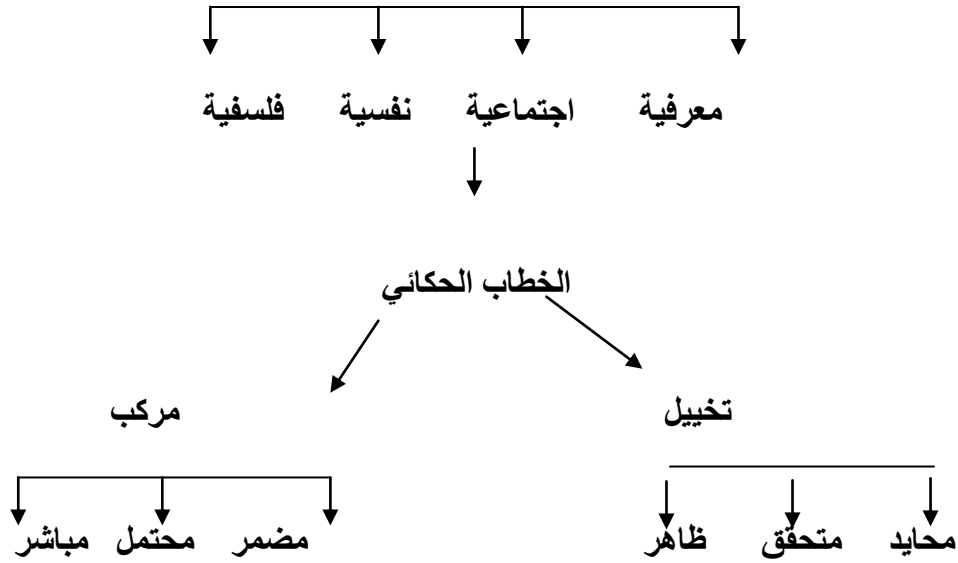 معرفية اجتماعية نفسية فلسفية
الخطاب الحكائي
تخييل مركب
محايد متحقق ظاهر مضمر محتمل مباشر